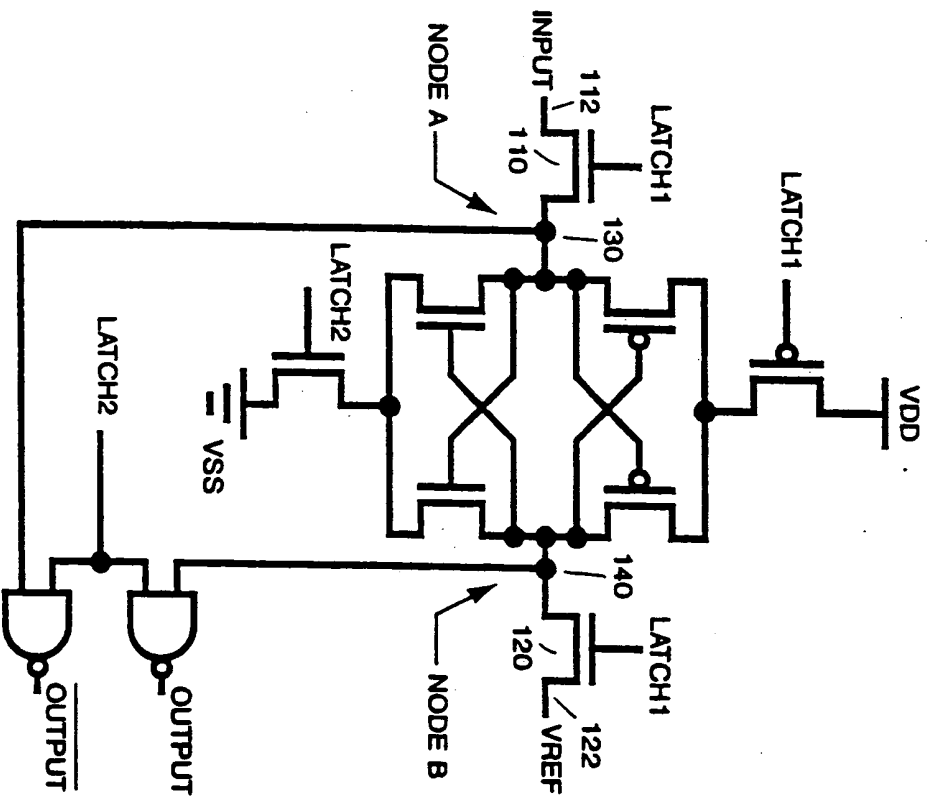 VDD
LATCH1
LATCH1
112
INPUT
110
NODE A
130
LATCH2
VSS
LATCH2
140
LATCH1
120
122
VREF
NODE B
OUTPUT
OUTPUT